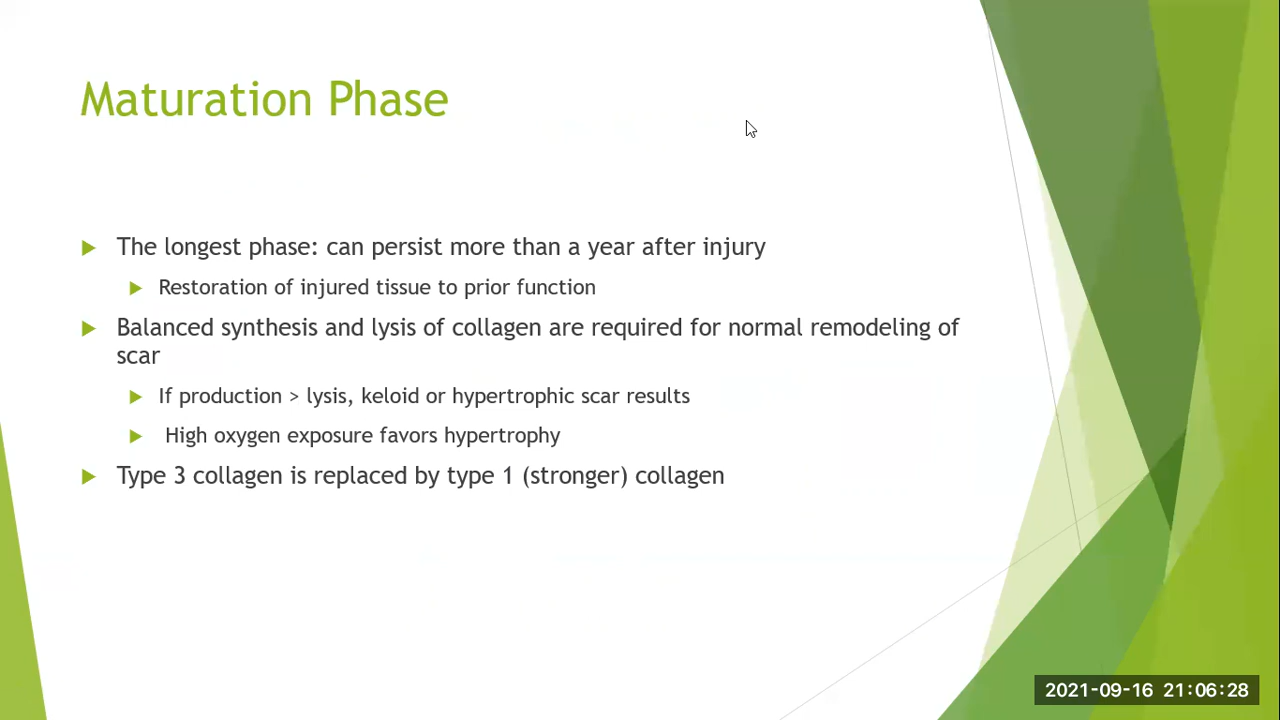 Maturation Phase
The longest phase: can persist more than a year after injury
Restoration of injured tissue to prior function
Balanced synthesis and lysis of collagen are required for normal remodeling of
scar
If production > lysis, keloid or hypertrophic scar results
High oxygen exposure favors hypertrophy
Type 3 collagen is replaced by type 1 (stronger) collagen
2021-09-16 21:06:28